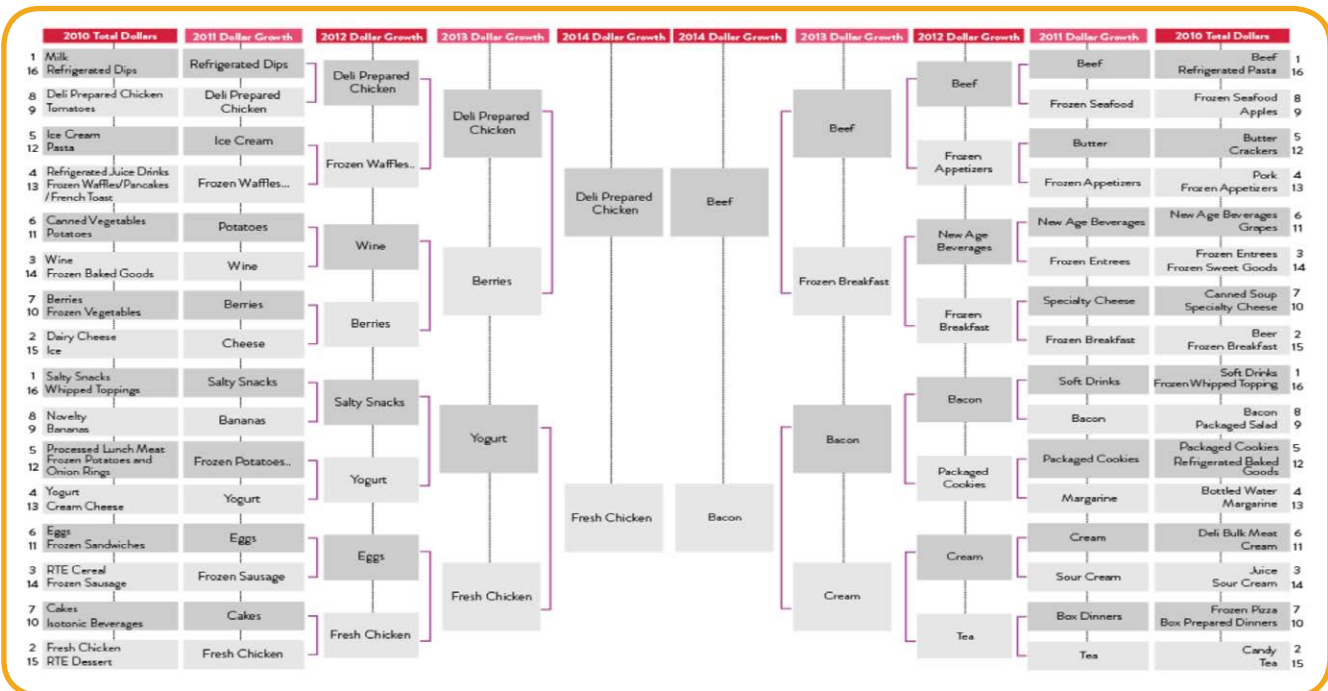 2010 Total Dollars
2011 Dollar Growth
2012 Dollar Growth
2013 Dollar Growth
2014 Dollar Growth
2014 Dollar Growth
2013 Dollar Growth
2012 Dollar Growth
2011 Dollar Growth
2010 Total Dollars
1 Milk
16 Refrigerated Dips
8 Deli Prepared Chicken
9 Tomatoes
5 Ice Cream
12 Pasta
4 Refrigerated Juice Drinks
13 Frozen Waffles/Pancakes
/French Toast
6 Canned Vegetables
11 Potatoes
3 Wine
14 Frozen Baked Goods
7 Berries
10 Frozen Vegetables
2 Dairy Cheese
15 Ice
1 Salty Snacks
16 Whipped Toppings
8 Novelty
9 Bananas
5 Processed Lunch Meat
12 Frozen Potatoes and
Onion Rings
4 Yogurt
13 Cream Cheese
6 Eggs
11 Frozen Sandwiches
3 RTE Cereal
14 Frozen Sausage
7 Cakes
10 Isotonic Beverages
2 Fresh Chicken
15 RTE Dessert
Refrigerated Dips
Deli Prepared
Chicken
Ice Cream
Frozen Waffles...
Potatoes
Wine
Berries
Cheese
Salty Snacks
Bananas
Frozen Potatoes..
Yogurt
Eggs
Frozen Sausage
Cakes
Fresh Chicken
Deli Prepared
Chicken
Frozen Waffles..
Wine
Berries
Salty Snacks
Yogurt
Eggs
Fresh Chicken
Deli Prepared
Chicken
Berries
Yogurt
Fresh Chicken
Deli Prepared
Chicken
Fresh Chicken
Beef
Bacon
Beef
Frozen Breakfast
Bacon
Cream
Beef
Frozen
Appetizers
New Age
Beverages
Frozen
Breakfast
Bacon
Packaged
Cookies
Cream
Tea
Beef
Frozen Seafood
Butter
Frozen Appetizers
New Age Beverages
Frozen Entrees
Specialty Cheese
Frozen Breakfast
Soft Drinks
Bacon
Packaged Cookies
Margarine
Cream
Sour Cream
Box Dinners
Tea
Beef 1
Refrigerated Pasta 16
Frozen Seafood 8
Apples 9
Butter 5
Crackers 12
Pork 4
Frozen Appetizers 13
New Age Beverages 6
Grapes 11
Frozen Entrees 3
Frozen Sweet Goods 14
Canned Soup 7
Specialty Cheese 10
Beer 2
Frozen Breakfast 15
Soft Drinks 1
Frozen Whipped Topping 16
Bacon 8
Packaged Salad 9
Packaged Cookies 5
Refrigerated Baked 12
Goods
Bottled Water 4
Margarine 13
Deli Bulk Meat 6
Cream 11
Juice 3
Sour Cream 14
Frozen Pizza 7
Box Prepared Dinners 10
Candy 2
Tea 15